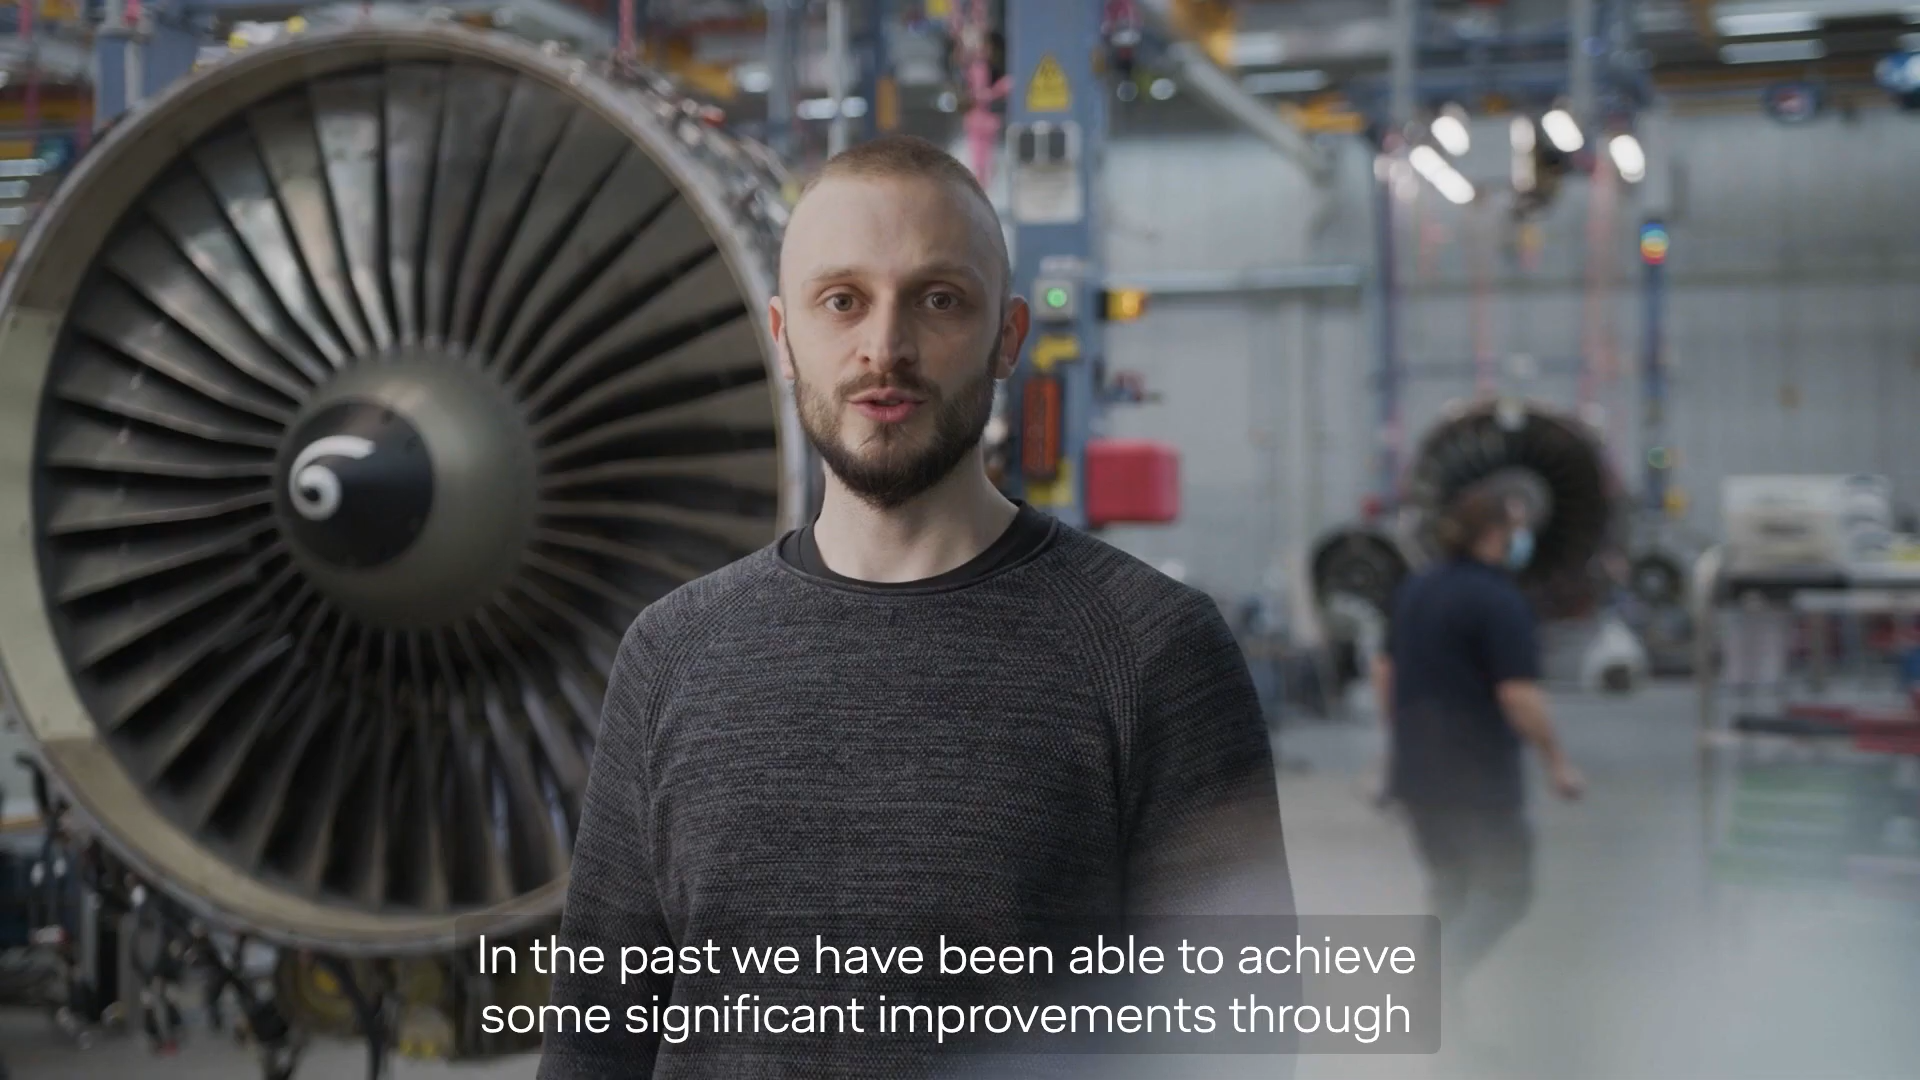 In the past we have been able to achieve
some significant improvements through